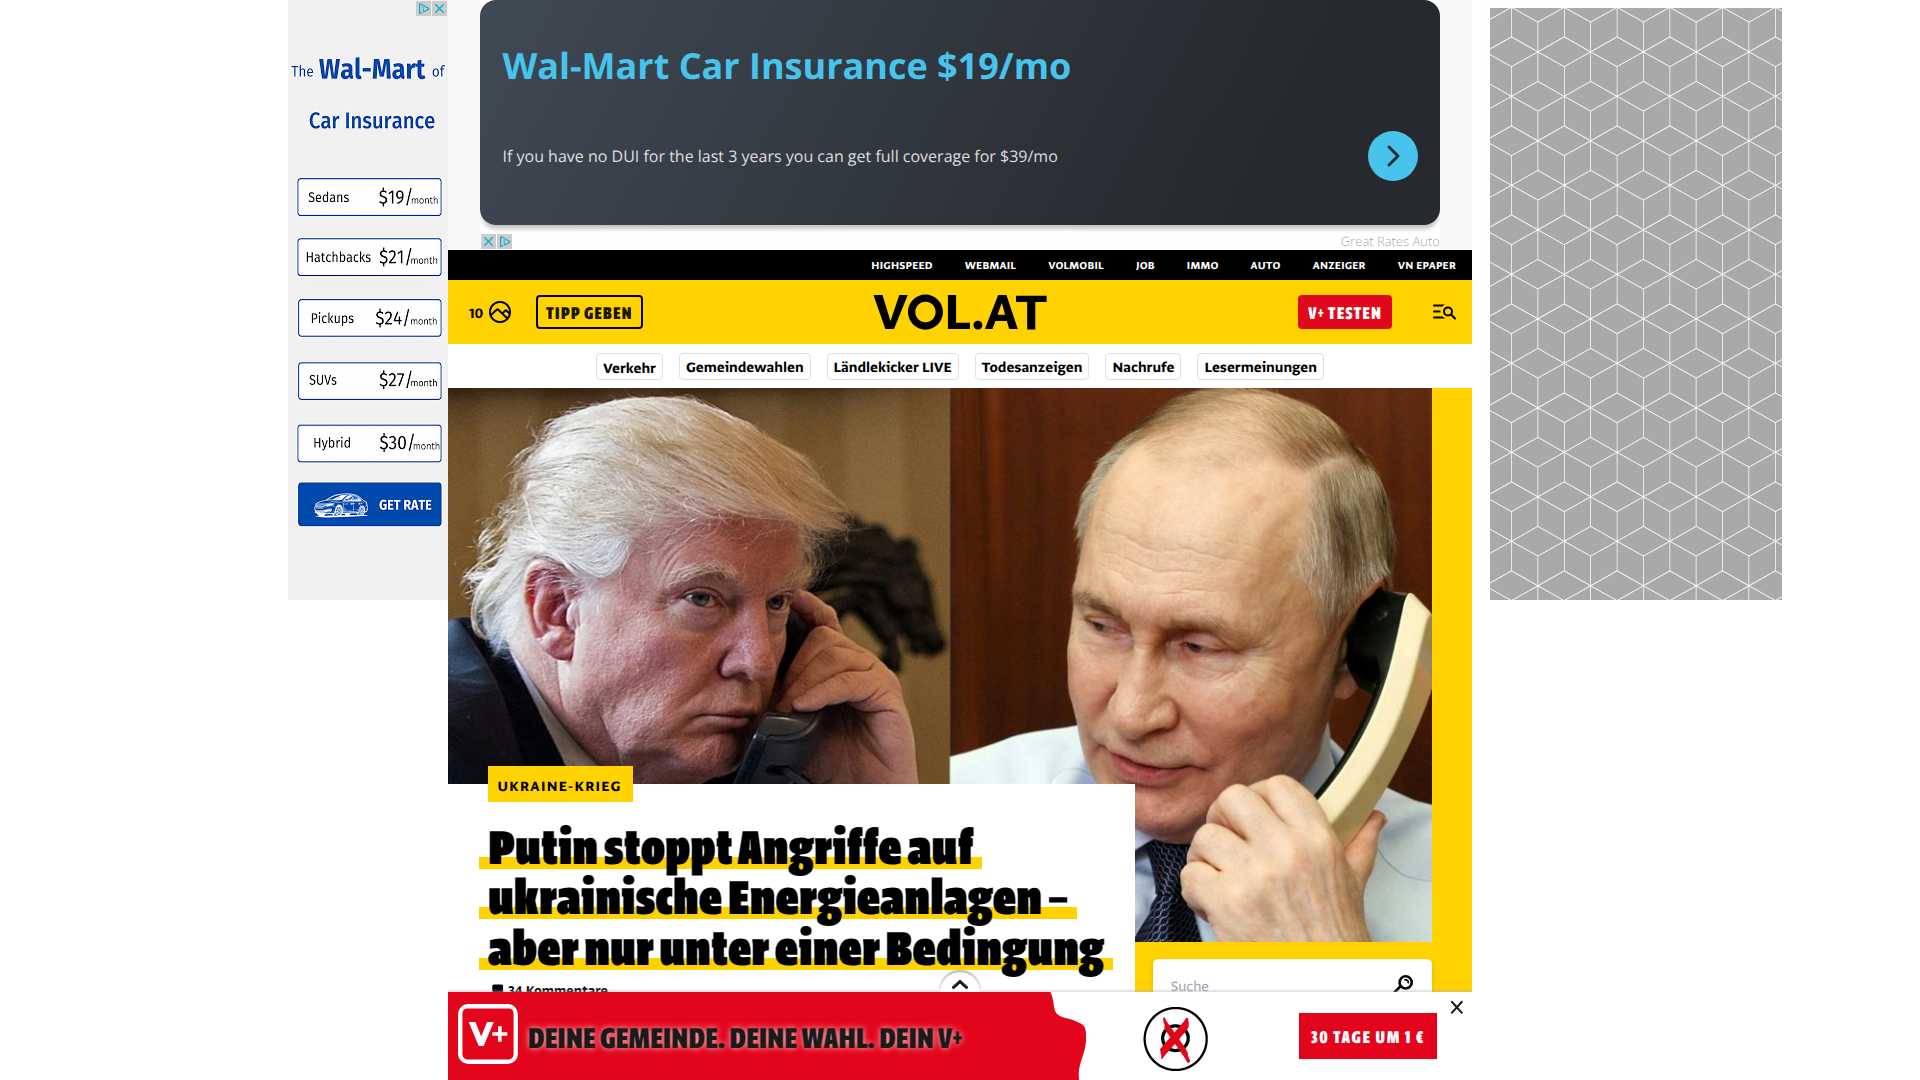 The Wal-Mart of
Car Insurance
Sedans $19/month
Hatchbacks $21/month
Pickups $24/month
SUVs $27/month
Hybrid $30/month
GET RATE
Wal-Mart Car Insurance $19/mo
If you have no DUI for the last 3 years you can get full coverage for $39/mo
Great Rates Auto
HIGHSPEED WEBMAIL VOLMOBIL JOB IMMO AUTO ANZEIGER VN EPAPER
10 TIPP GEBEN VOL.AT V+ TESTEN
Verkehr Gemeindewahlen Ländlekicker LIVE Todesanzeigen Nachrufe Lesermeinungen
UKRAINE-KRIEG
Putin stoppt Angriffe auf
ukrainische Energieanlagen –
aber nur unter einer Bedingung
34 Kommentare
Suche
V+ DEINE GEMEINDE. DEINE WAHL. DEIN V+
30 TAGE UM 1 €